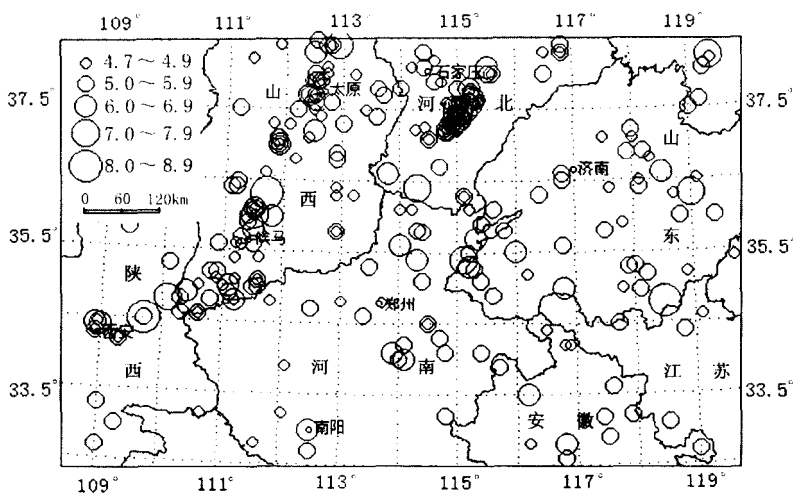 109° 111° 113° 115° 117° 119°
4.7～4.9
5.0～5.9
6.0～6.9
7.0～7.9
8.0～8.9
0 60 120km
37.5°
35.5°
33.5°
37.5°
35.5°
33.5°
山
西
太原
石家庄
河
北
山
东
济南
侯马
陕
西
西安
郑州
河
南
南阳
安
徽
江
苏
109° 111° 113° 115° 117° 119°